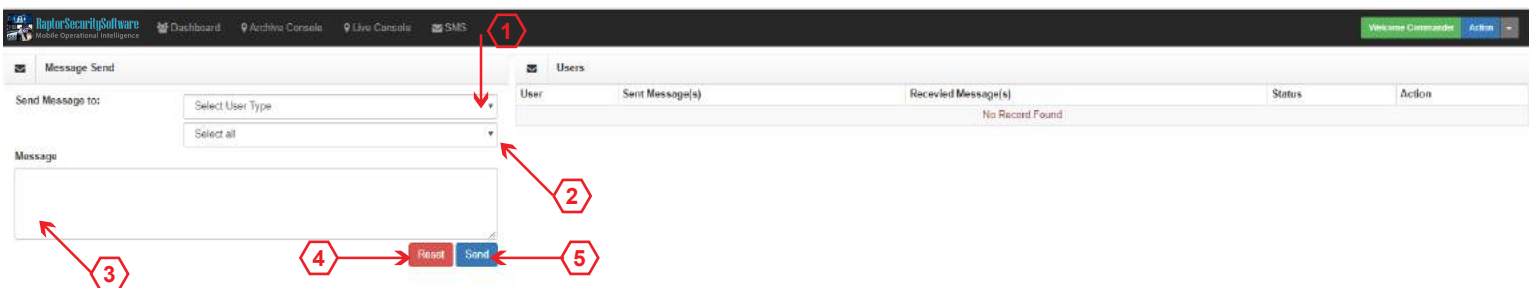 RaptorSecuritySoftware
Mobile Operational Intelligence
Dashboard Archive Console Live Console SMS
1
Welcome Commander Action
Message Send
Users
Send Message to:
Select User Type
User Sent Message(s) Recevied Message(s) Status Action
No Record Found
Select all
Message
2
3
4
Reset Send
5